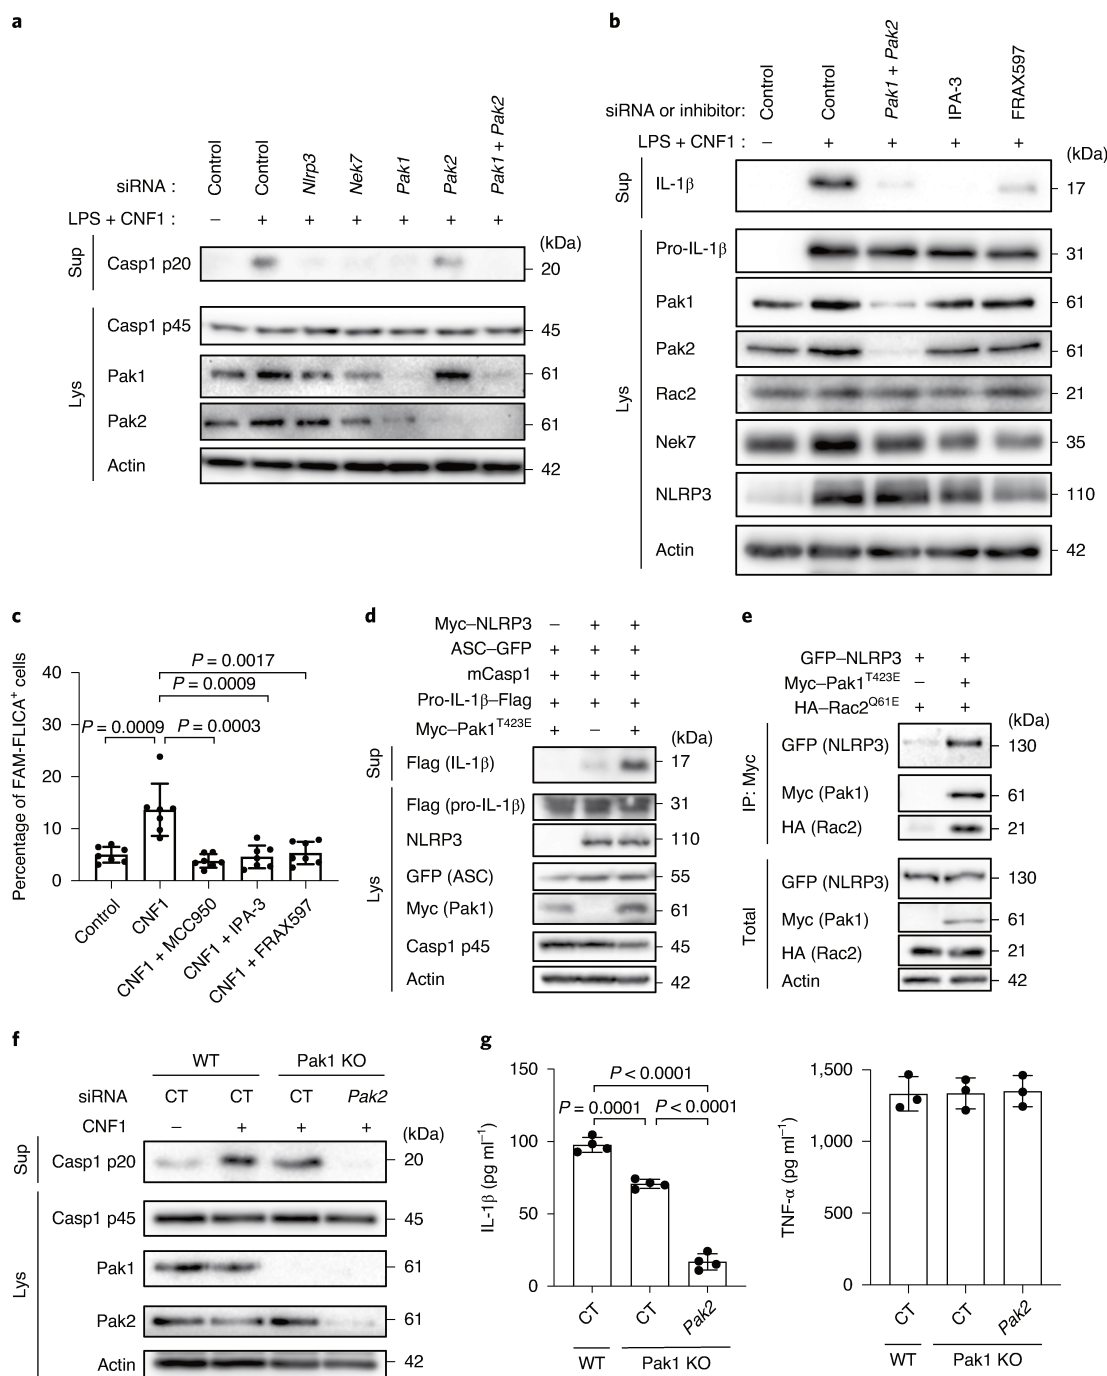 a
siRNA :
Control
Control
Nlrp3
Nek7
Pak1
Pak2
Pak1 + Pak2
LPS + CNF1 : – + + + + + +
(kDa)
Sup
Casp1 p20 20
Lys
Casp1 p45 45
Pak1 61
Pak2 61
Actin 42
b
siRNA or inhibitor:
Control
Control
Pak1 + Pak2
IPA-3
FRAX597
LPS + CNF1 : – + + + +
(kDa)
Sup
IL-1β 17
Lys
Pro-IL-1β 31
Pak1 61
Pak2 61
Rac2 21
Nek7 35
NLRP3 110
Actin 42
c
Percentage of FAM-FLICA⁺ cells
40
30
20
10
0
P = 0.0017
P = 0.0009
P = 0.0009 P = 0.0003
Control
CNF1
CNF1 + MCC950
CNF1 + IPA-3
CNF1 + FRAX597
d
Myc–NLRP3 – + +
ASC–GFP + + +
mCasp1 + + +
Pro-IL-1β–Flag + + +
Myc–Pak1ᵀ⁴²³ᴱ + – +
(kDa)
Sup
Flag (IL-1β) 17
Lys
Flag (pro-IL-1β) 31
NLRP3 110
GFP (ASC) 55
Myc (Pak1) 61
Casp1 p45 45
Actin 42
e
GFP–NLRP3 + +
Myc–Pak1ᵀ⁴²³ᴱ – +
HA–Rac2Q61E + +
(kDa)
IP: Myc
GFP (NLRP3) 130
Myc (Pak1) 61
HA (Rac2) 21
Total
GFP (NLRP3) 130
Myc (Pak1) 61
HA (Rac2) 21
Actin 42
f
WT Pak1 KO
siRNA CT CT CT Pak2
CNF1 – + + +
(kDa)
Sup
Casp1 p20 20
Lys
Casp1 p45 45
Pak1 61
Pak2 61
Actin 42
g
IL-1β (pg ml⁻¹)
150
100
50
0
P < 0.0001
P = 0.0001 P < 0.0001
CT CT Pak2
WT Pak1 KO
TNF-α (pg ml⁻¹)
1,500
1,000
500
0
CT CT Pak2
WT Pak1 KO